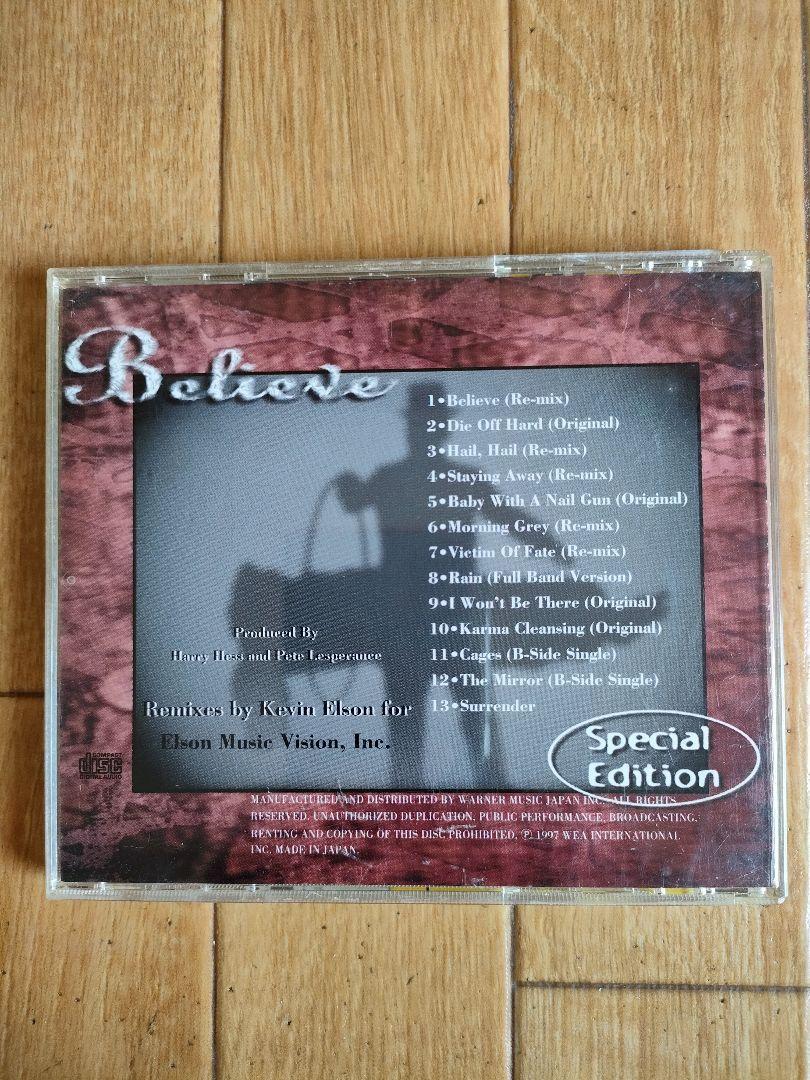 Believe
1•Believe (Re-mix)
2•Die Off Hard (Original)
3•Hail, Hail (Re-mix)
4•Staying Away (Re-mix)
5•Baby With A Nail Gun (Original)
6•Morning Grey (Re-mix)
7•Victim Of Fate (Re-mix)
8•Rain (Full Band Version)
9•I Won't Be There (Original)
10•Karma Cleansing (Original)
11•Cages (B-Side Single)
12•The Mirror (B-Side Single)
13•Surrender
Produced By
Harry Hess and Pete Lesperance
Remixes by Kevin Elson for
Elson Music Vision, Inc.
Special
Edition
COMPACT
disc
DIGITAL AUDIO
MANUFACTURED AND DISTRIBUTED BY WARNER MUSIC JAPAN INC. ALL RIGHTS
RESERVED. UNAUTHORIZED DUPLICATION, PUBLIC PERFORMANCE, BROADCASTING,
RENTING AND COPYING OF THIS DISC PROHIBITED. ℗ 1997 WEA INTERNATIONAL
INC. MADE IN JAPAN.